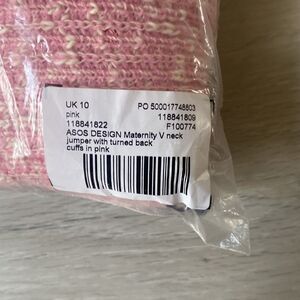 UK 10 PO 500017748803
pink 118841809
118841822 F100774
ASOS DESIGN Maternity V neck
jumper with turned back
cuffs in pink